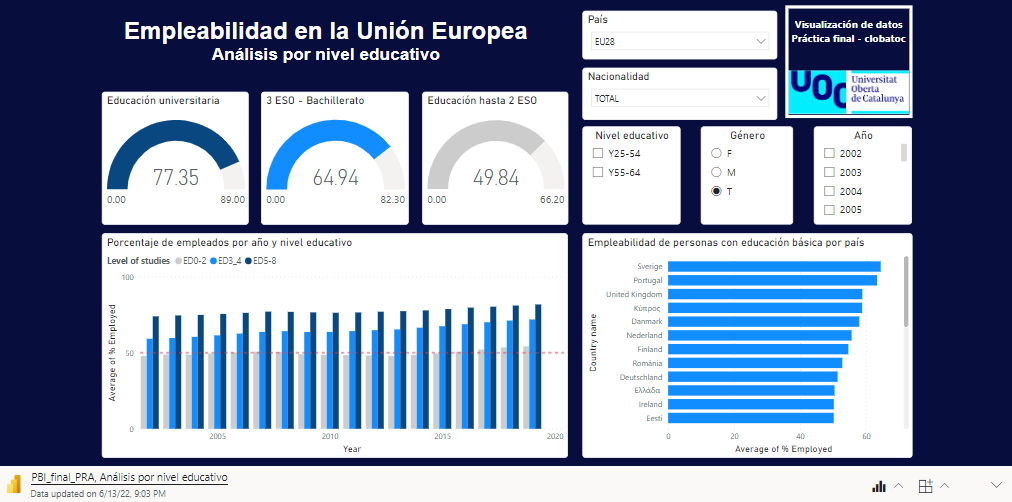 Empleabilidad en la Unión Europea
Análisis por nivel educativo
País
EU28
Nacionalidad
TOTAL
Visualización de datos
Práctica final - clobatoc
UOC
Universitat
Oberta
de Catalunya
Educación universitaria
77.35
0.00
89.00
3 ESO - Bachillerato
64.94
0.00
82.30
Educación hasta 2 ESO
49.84
0.00
66.20
Nivel educativo
Y25-54
Y55-64
Género
F
M
T
Año
2002
2003
2004
2005
Porcentaje de empleados por año y nivel educativo
Level of studies ED0-2 ED3_4 ED5-8
Average of % Employed
100
50
0
2005
2010
2015
2020
Year
Empleabilidad de personas con educación básica por país
Country name
Sverige
Portugal
United Kingdom
Κύπρος
Danmark
Nederland
Finland
România
Deutschland
Ελλάδα
Ireland
Eesti
0
20
40
60
Average of % Employed
PBI_final_PRA, Análisis por nivel educativo
Data updated on 6/13/22, 9:03 PM